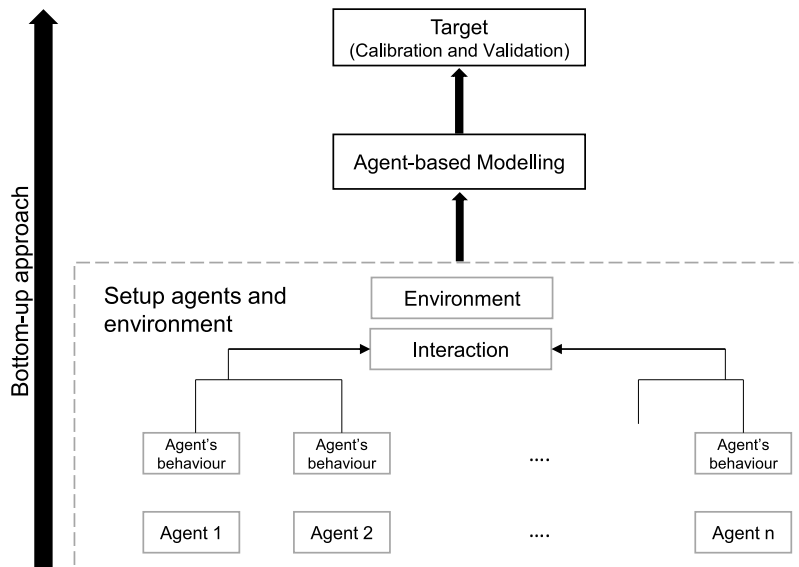 Target
(Calibration and Validation)
Agent-based Modelling
Bottom-up approach
Setup agents and
environment
Environment
Interaction
Agent's
behaviour
Agent's
behaviour
....
Agent's
behaviour
Agent 1
Agent 2
....
Agent n